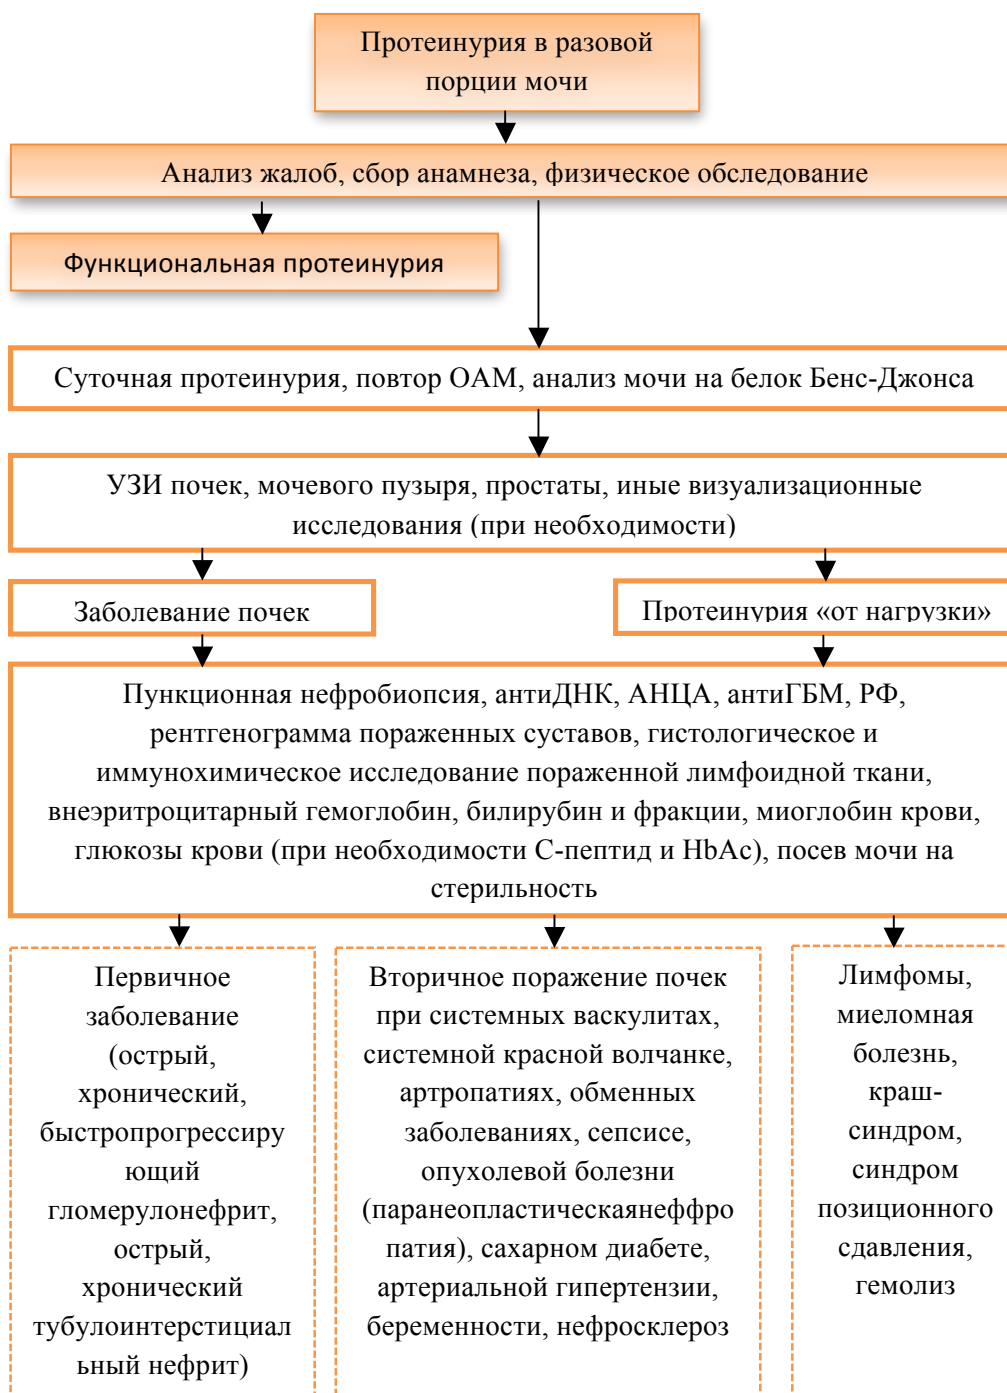 Протеинурия в разовой
порции мочи
Анализ жалоб, сбор анамнеза, физическое обследование
Функциональная протеинурия
Суточная протеинурия, повтор ОАМ, анализ мочи на белок Бенс-Джонса
УЗИ почек, мочевого пузыря, простаты, иные визуализационные
исследования (при необходимости)
Заболевание почек
Протеинурия «от нагрузки»
Пункционная нефробиопсия, антиДНК, АНЦА, антиГБМ, РФ,
рентгенограмма пораженных суставов, гистологическое и
иммунохимическое исследование пораженной лимфоидной ткани,
внеэритроцитарный гемоглобин, билирубин и фракции, миоглобин крови,
глюкозы крови (при необходимости С-пептид и HbAc), посев мочи на
стерильность
Первичное
заболевание
(острый,
хронический,
быстропрогрессиру
ющий
гломерулонефрит,
острый,
хронический
тубулоинтерстициал
ьный нефрит)
Вторичное поражение почек
при системных васкулитах,
системной красной волчанке,
артропатиях, обменных
заболеваниях, сепсисе,
опухолевой болезни
(паранеопластическаянеффро
патия), сахарном диабете,
артериальной гипертензии,
беременности, нефросклероз
Лимфомы,
миеломная
болезнь,
краш-
синдром,
синдром
позиционного
сдавления,
гемолиз